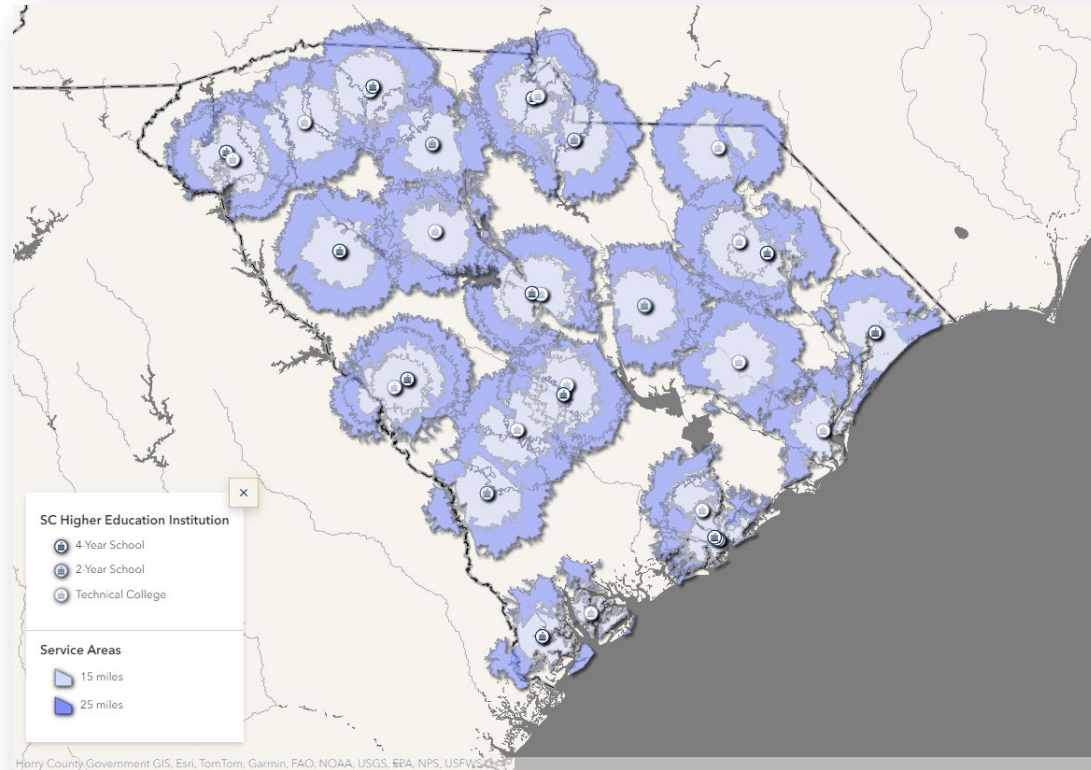 ×
SC Higher Education Institution
4-Year School
2-Year School
Technical College
Service Areas
15 miles
25 miles
Horry County Government GIS, Esri, TomTom, Garmin, FAO, NOAA, USGS, EPA, NPS, USFWS